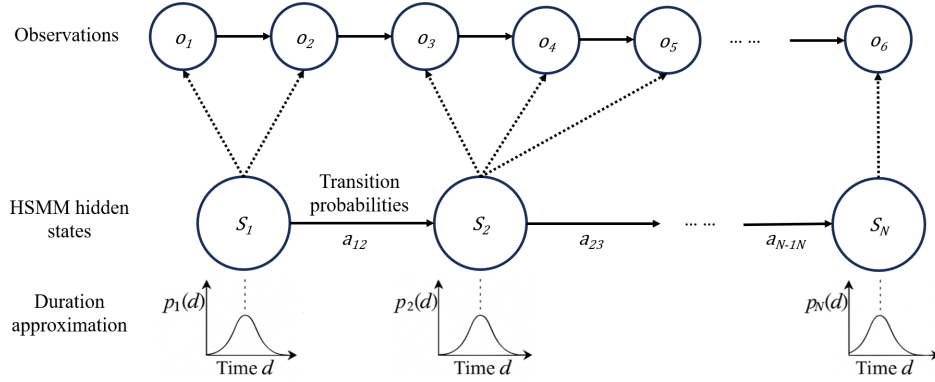 Observations
o1 o2 o3 o4 o5 ... ... o6
Transition
probabilities
HSMM hidden
states
S1 S2 ... ... SN
a12 a23 aN-1N
Duration
approximation
p1(d) p2(d) pN(d)
Time d Time d Time d